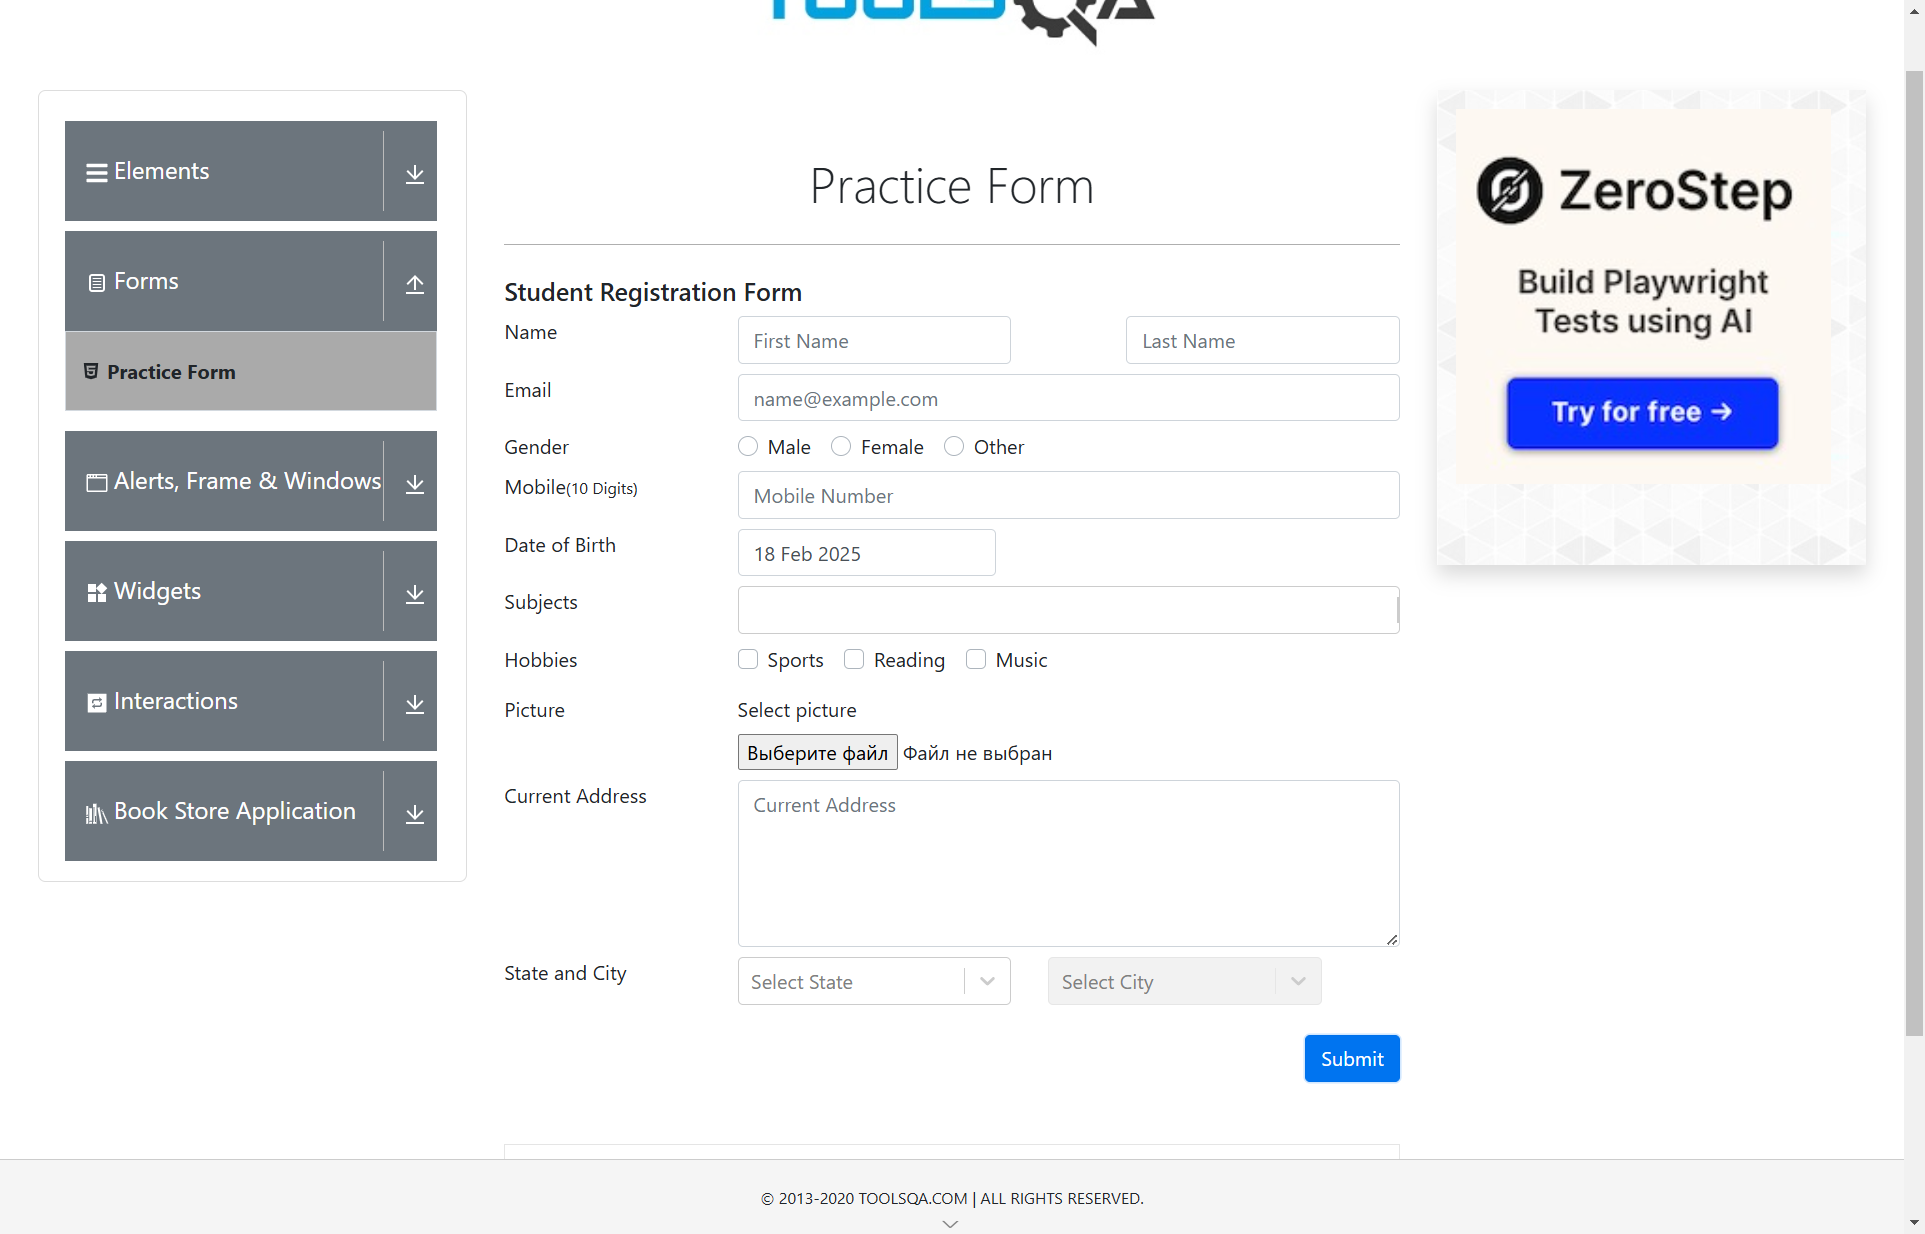 TOOLSQA
Elements
Forms
Practice Form
Alerts, Frame & Windows
Widgets
Interactions
Book Store Application
Practice Form
Student Registration Form
Name First Name Last Name
Email name@example.com
Gender Male Female Other
Mobile(10 Digits) Mobile Number
Date of Birth 18 Feb 2025
Subjects
Hobbies Sports Reading Music
Picture Select picture
Выберите файл Файл не выбран
Current Address Current Address
State and City Select State Select City
Submit
ZeroStep
Build Playwright
Tests using AI
Try for free →
© 2013-2020 TOOLSQA.COM | ALL RIGHTS RESERVED.